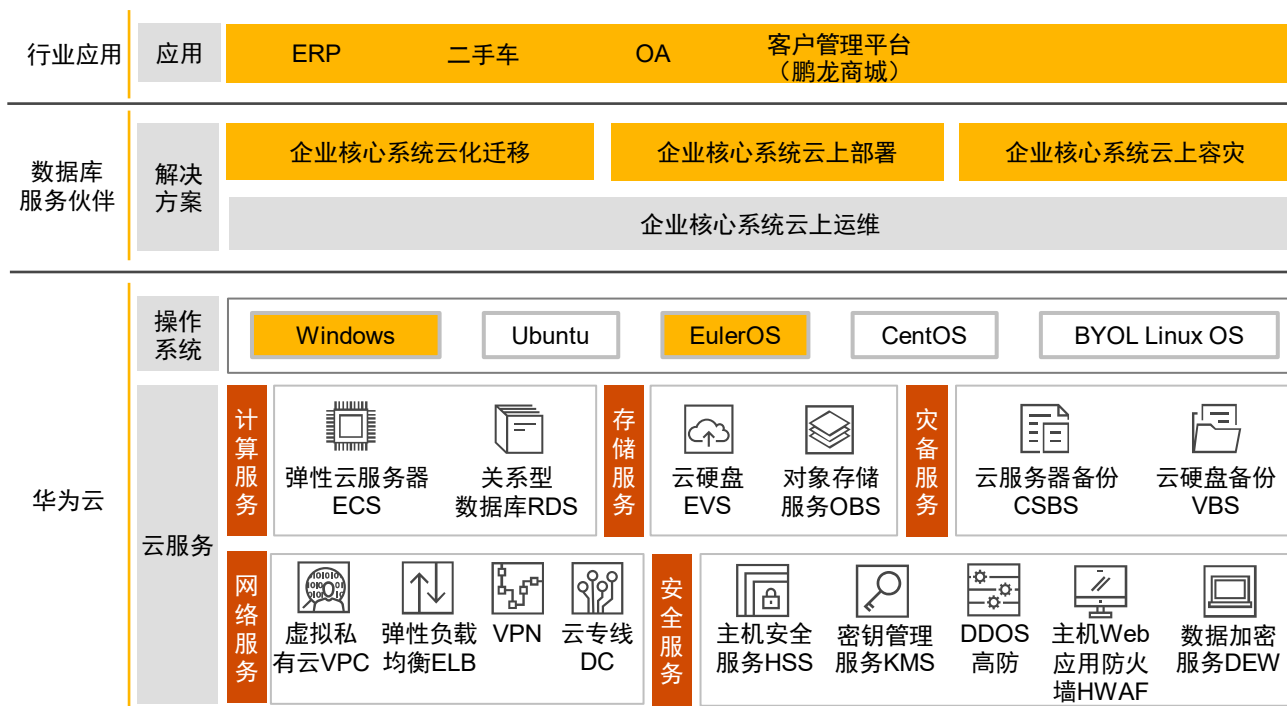 行业应用
应用
ERP
二手车
OA
客户管理平台
（鹏龙商城）
数据库
服务伙伴
解决
方案
企业核心系统云化迁移
企业核心系统云上部署
企业核心系统云上容灾
企业核心系统云上运维
华为云
操作
系统
Windows
Ubuntu
EulerOS
CentOS
BYOL Linux OS
云服务
计算服务
弹性云服务器
ECS
关系型
数据库RDS
存储服务
云硬盘
EVS
对象存储
服务OBS
灾备服务
云服务器备份
CSBS
云硬盘备份
VBS
网络服务
虚拟私
有云VPC
弹性负载
均衡ELB
VPN
云专线
DC
安全服务
主机安全
服务HSS
密钥管理
服务KMS
DDOS
高防
主机Web
应用防火
墙HWAF
数据加密
服务DEW